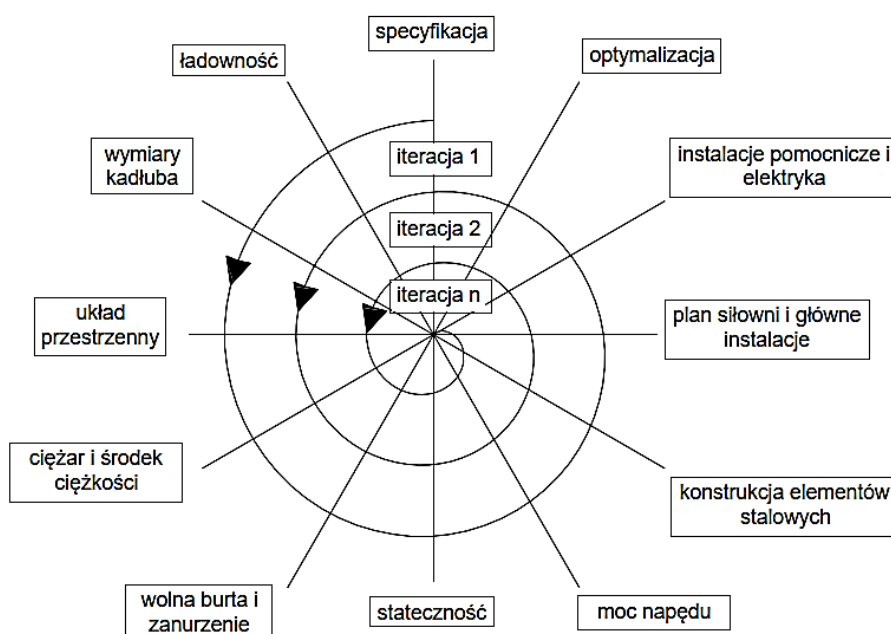 specyfikacja
ładowność
optymalizacja
wymiary
kadłuba
iteracja 1
instalacje pomocnicze i
elektryka
iteracja 2
iteracja n
układ
przestrzenny
plan siłowni i główne
instalacje
ciężar i środek
ciężkości
konstrukcja elementów
stalowych
wolna burta i
zanurzenie
stateczność
moc napędu